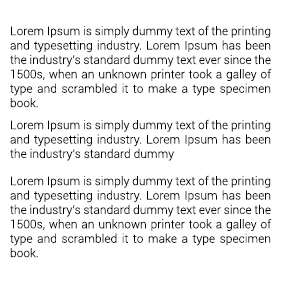 Lorem Ipsum is simply dummy text of the printing
and typesetting industry. Lorem Ipsum has been
the industry's standard dummy text ever since the
1500s, when an unknown printer took a galley of
type and scrambled it to make a type specimen
book.
Lorem Ipsum is simply dummy text of the printing
and typesetting industry. Lorem Ipsum has been
the industry's standard dummy
Lorem Ipsum is simply dummy text of the printing
and typesetting industry. Lorem Ipsum has been
the industry's standard dummy text ever since the
1500s, when an unknown printer took a galley of
type and scrambled it to make a type specimen
book.